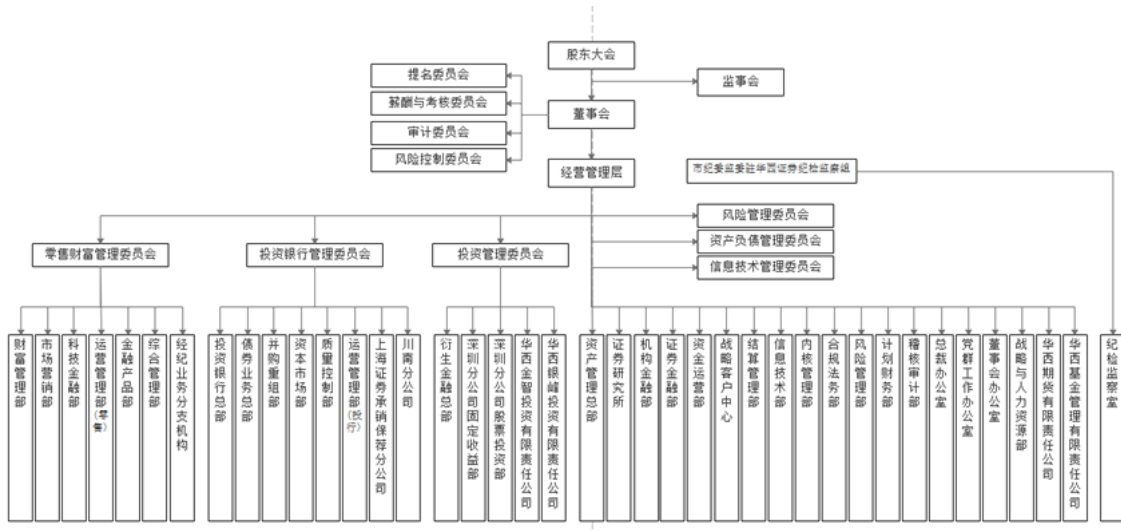 股东大会
监事会
提名委员会
薪酬与考核委员会
董事会
审计委员会
风险控制委员会
经营管理层
市纪委监委驻华西证券纪检监察组
风险管理委员会
资产负债管理委员会
信息技术管理委员会
零售财富管理委员会
投资银行管理委员会
投资管理委员会
财富管理部
市场营销部
科技金融部
运营管理部(零售)
金融产品部
综合管理部
经纪业务分支机构
投资银行总部
债券业务总部
并购重组部
资本市场部
质量控制部
运营管理部(投行)
上海证券承销保荐分公司
川南分公司
衍生金融总部
深圳分公司固定收益部
深圳分公司股票投资部
华西金智投资有限责任公司
华西银峰投资有限责任公司
资产管理总部
证券研究所
机构金融部
证券金融部
资金运营部
战略客户中心
结算管理部
信息技术部
内核管理部
合规法务部
风险管理部
计划财务部
稽核审计部
总裁办公室
党群工作办公室
董事会办公室
战略与人力资源部
华西期货有限责任公司
华西基金管理有限责任公司
纪检监察室